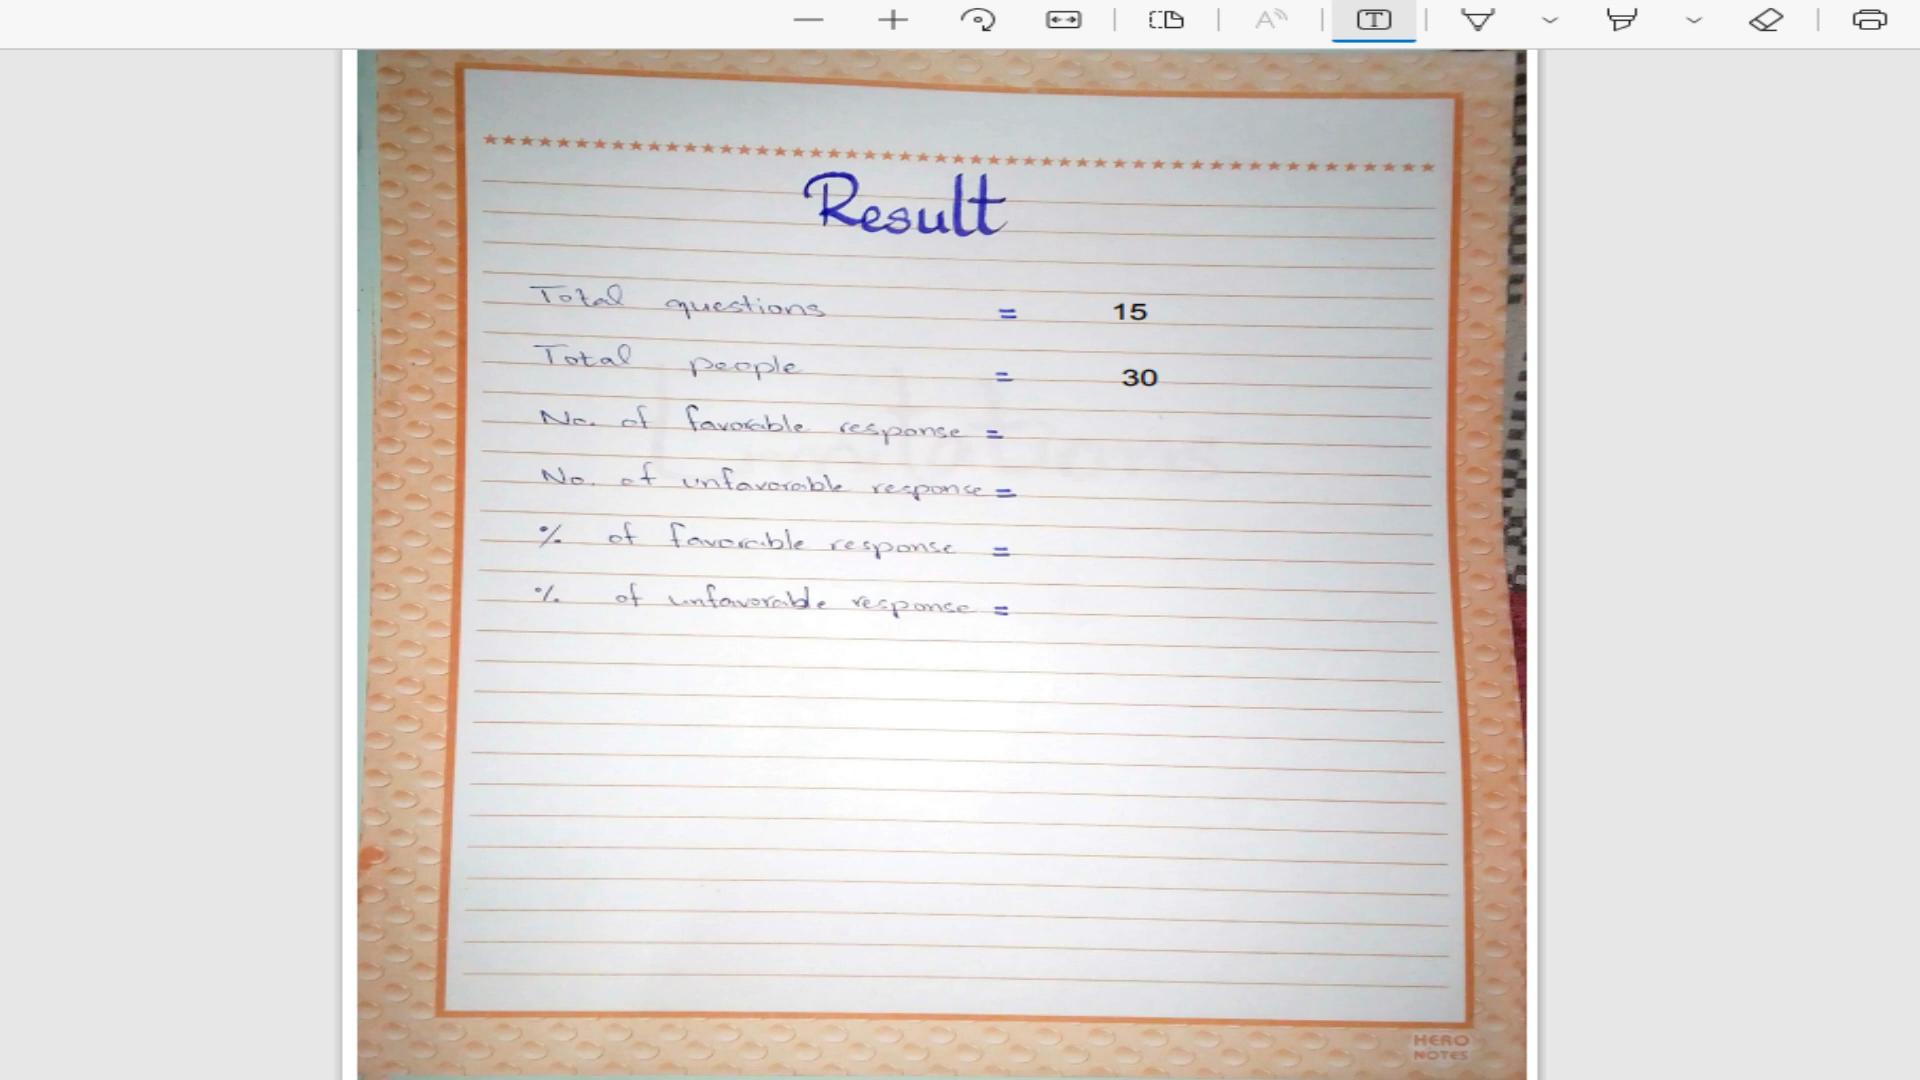 Result
Total questions = 15
Total people = 30
No. of favorable response =
No. of unfavorable response =
% of favorable response =
% of unfavorable response =
HERO
NOTES